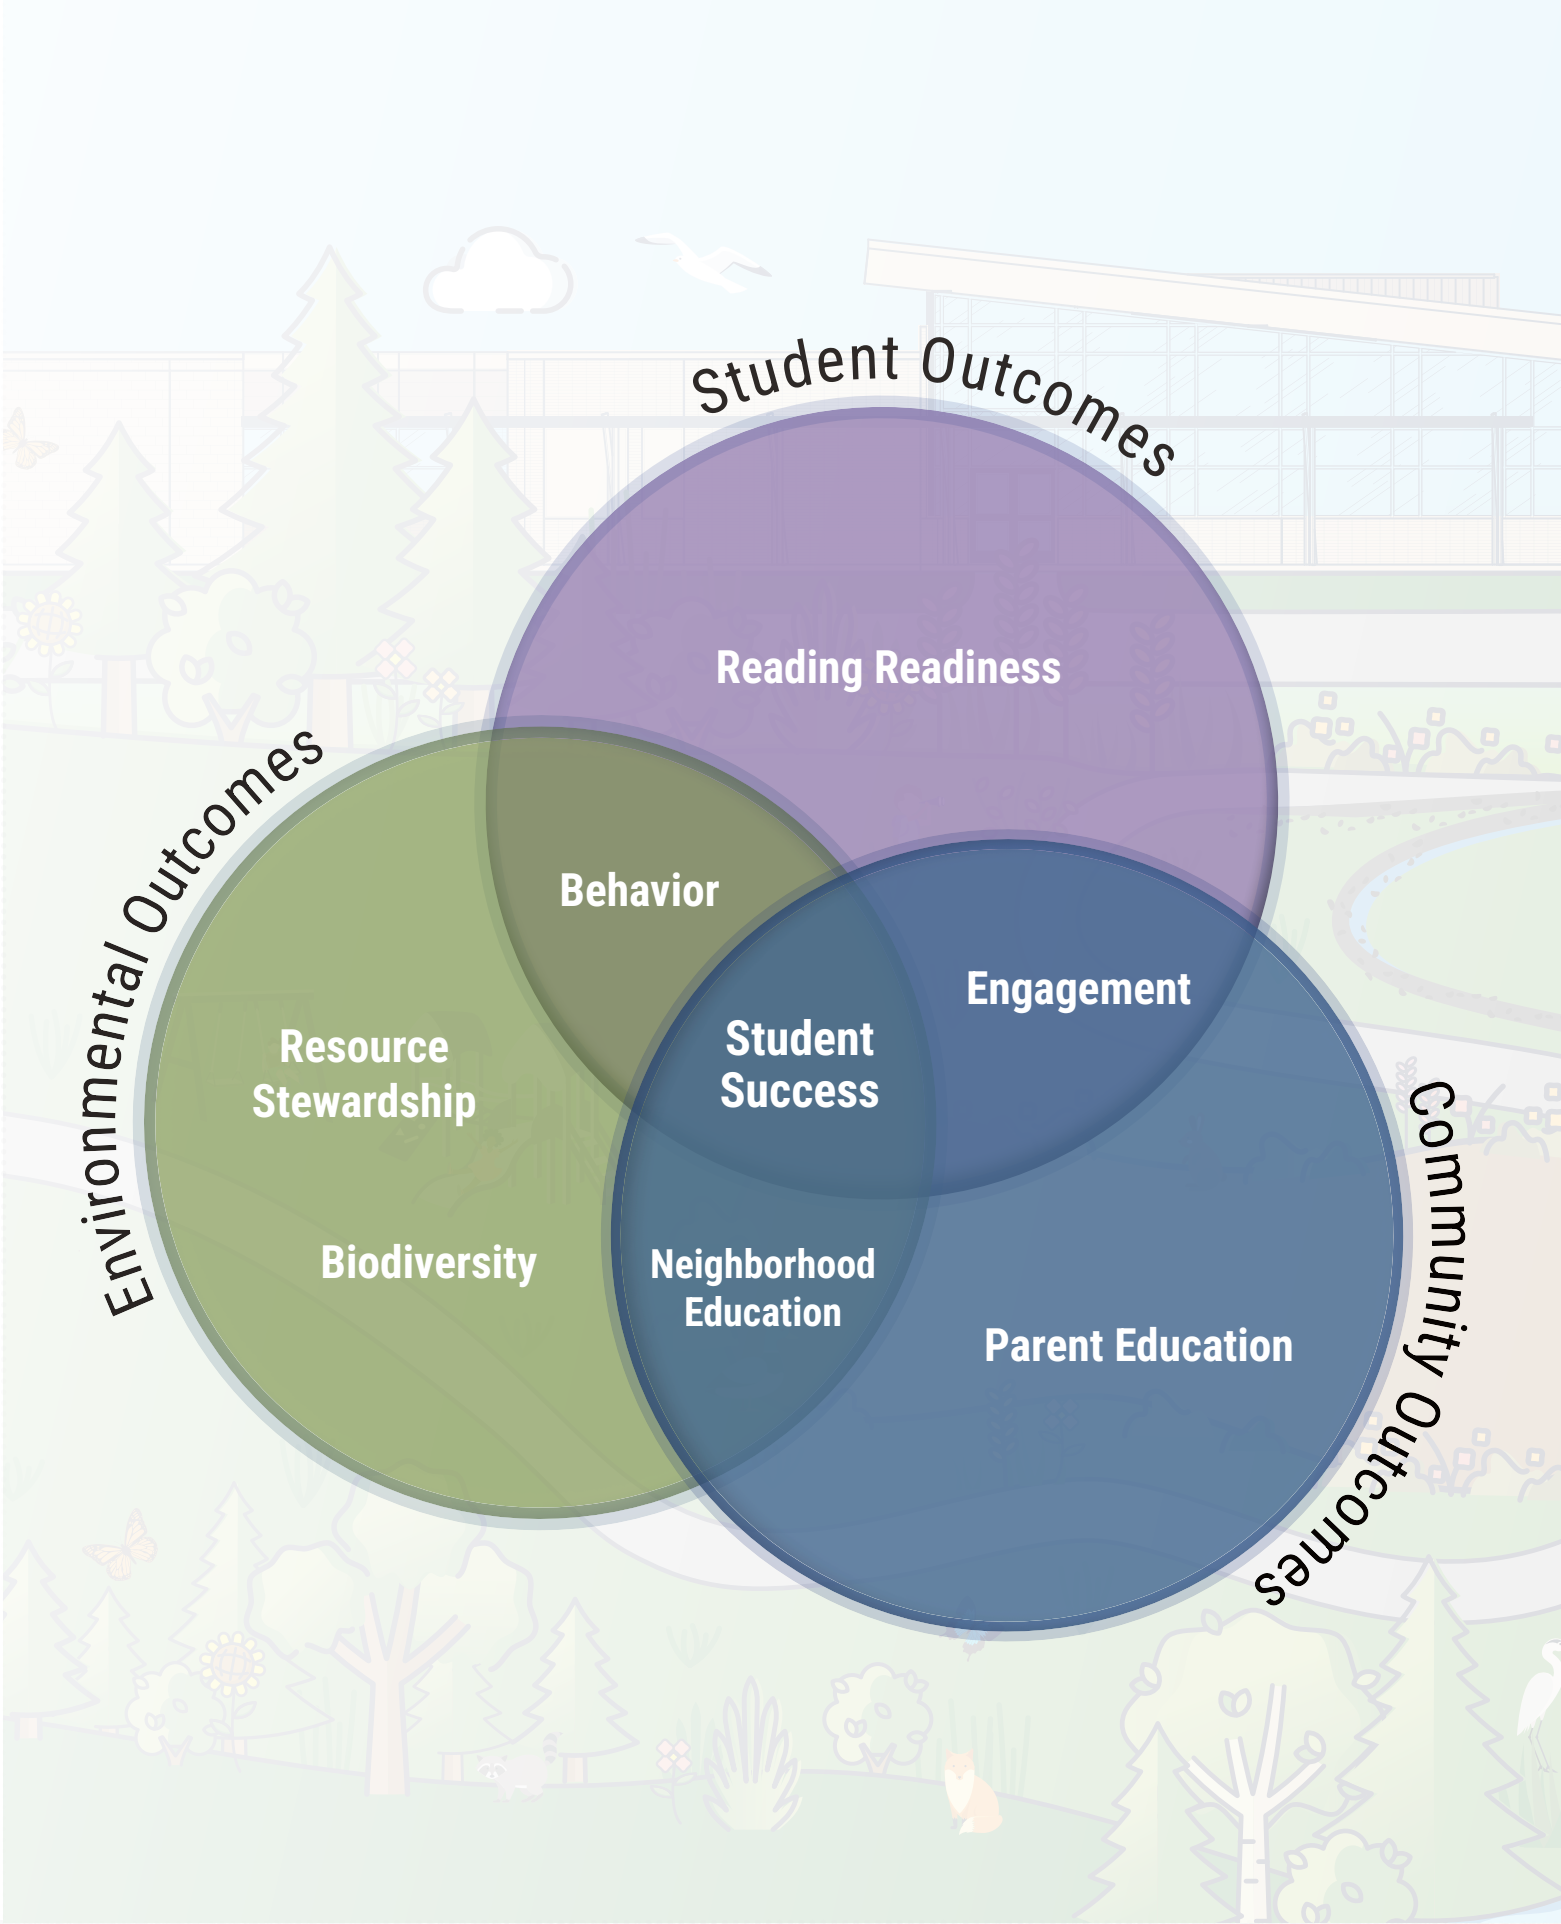 Student Outcomes
Reading Readiness
Environmental Outcomes
Behavior
Engagement
Student
Success
Resource
Stewardship
Community Outcomes
Biodiversity
Neighborhood
Education
Parent Education